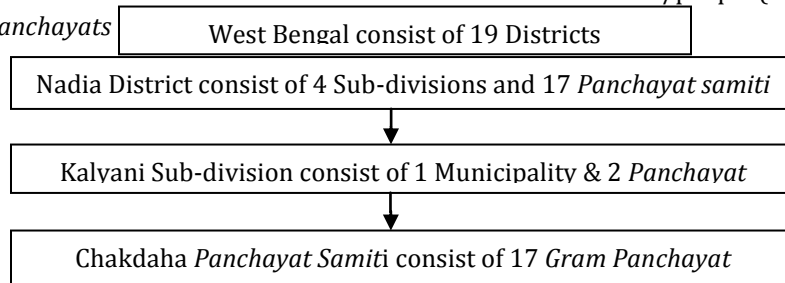 anchayats
West Bengal consist of 19 Districts
Nadia District consist of 4 Sub-divisions and 17 Panchayat samiti
Kalyani Sub-division consist of 1 Municipality & 2 Panchayat
Chakdaha Panchayat Samiti consist of 17 Gram Panchayat